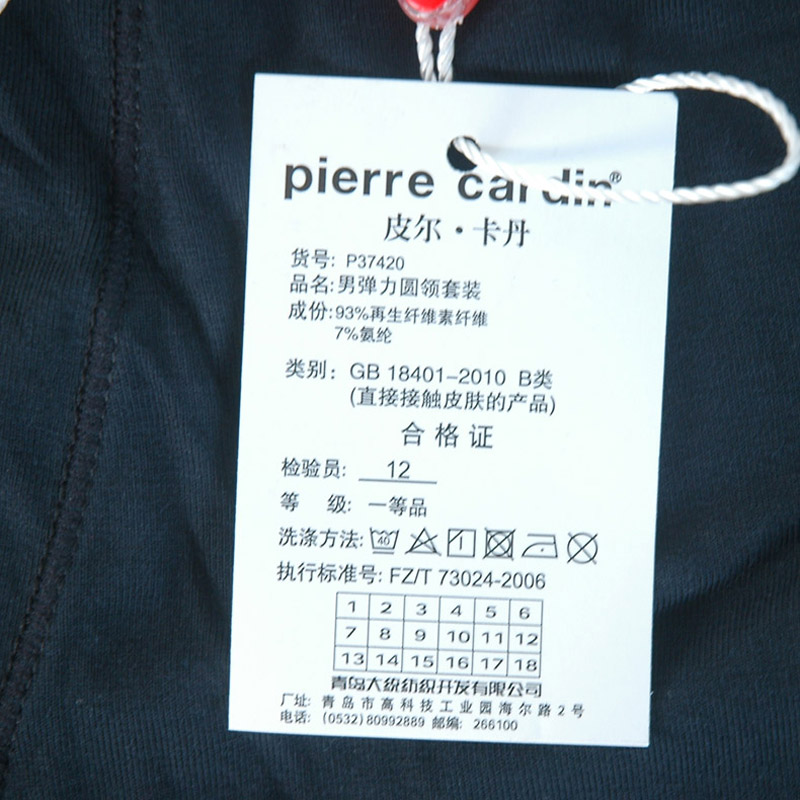 pierre cardin®
皮尔·卡丹
货号: P37420
品名:男弹力圆领套装
成份:93%再生纤维素纤维
7%氨纶
类别: GB 18401-2010 B类
(直接接触皮肤的产品)
合格证
检验员: 12
等 级: 一等品
洗涤方法: 40
执行标准号: FZ/T 73024-2006
1 2 3 4 5 6
7 8 9 10 11 12
13 14 15 16 17 18
青岛大统纺织开发有限公司
厂址: 青岛市高科技工业园海尔路2号
电话: (0532)80992889 邮编: 266100